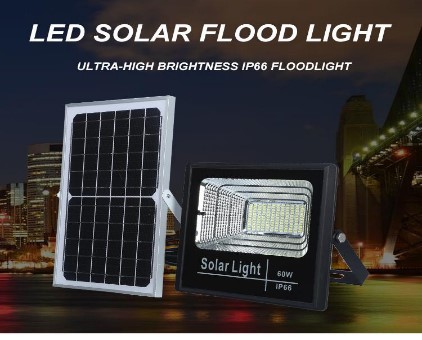 LED SOLAR FLOOD LIGHT
ULTRA-HIGH BRIGHTNESS IP66 FLOODLIGHT
Solar Light
60W
IP66